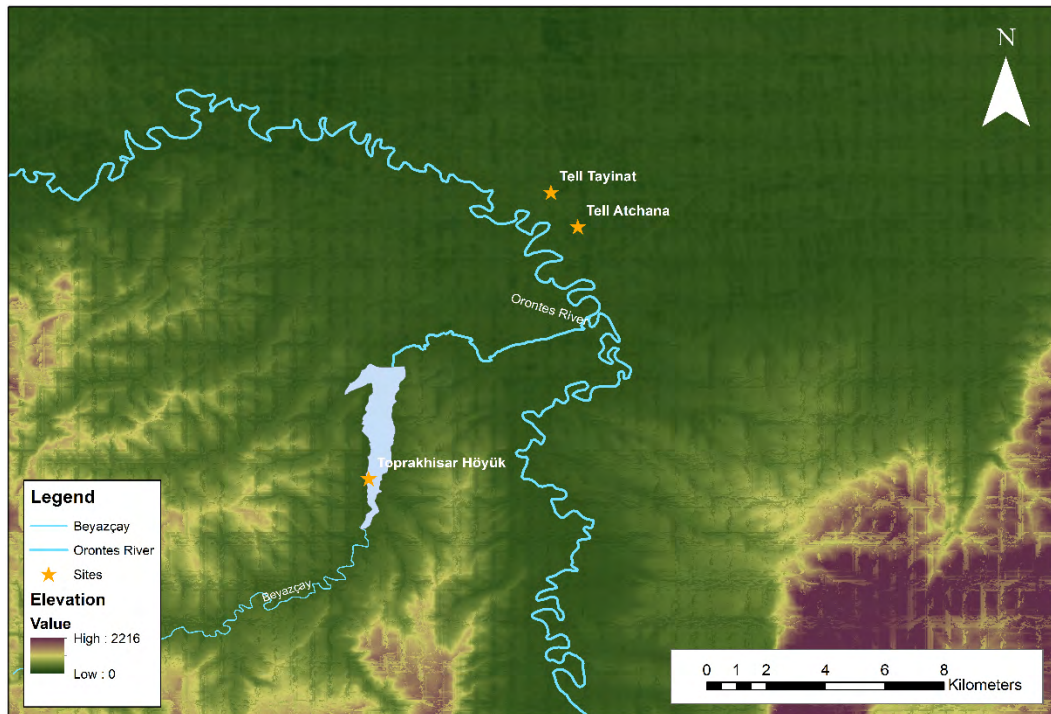 N
Tell Tayinat
Tell Atchana
Orontes River
Toprakhisar Höyük
Beyazçay
Legend
Beyazçay
Orontes River
Sites
Elevation
Value
High : 2216
Low : 0
0 1 2 4 6 8
Kilometers